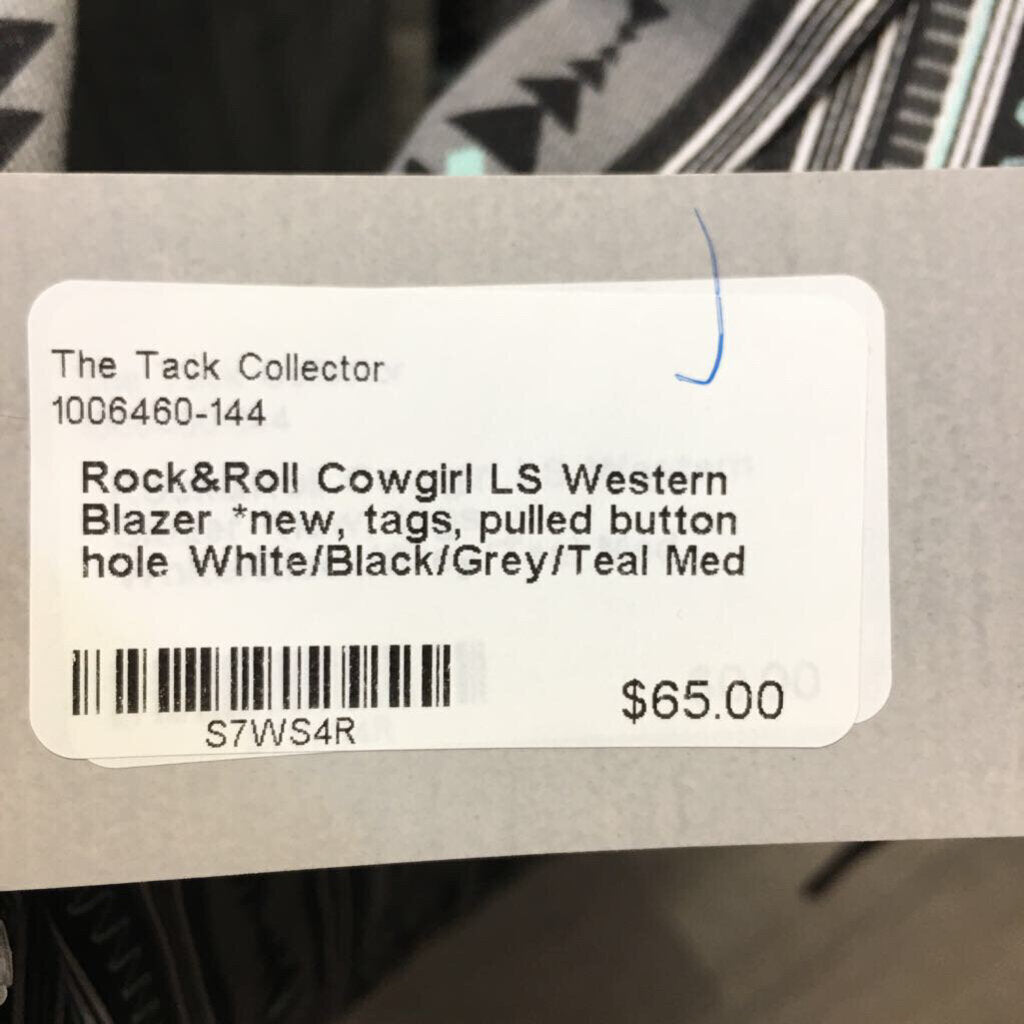 The Tack Collector
1006460-144
Rock&Roll Cowgirl LS Western
Blazer *new, tags, pulled button
hole White/Black/Grey/Teal Med
S7WS4R
$65.00